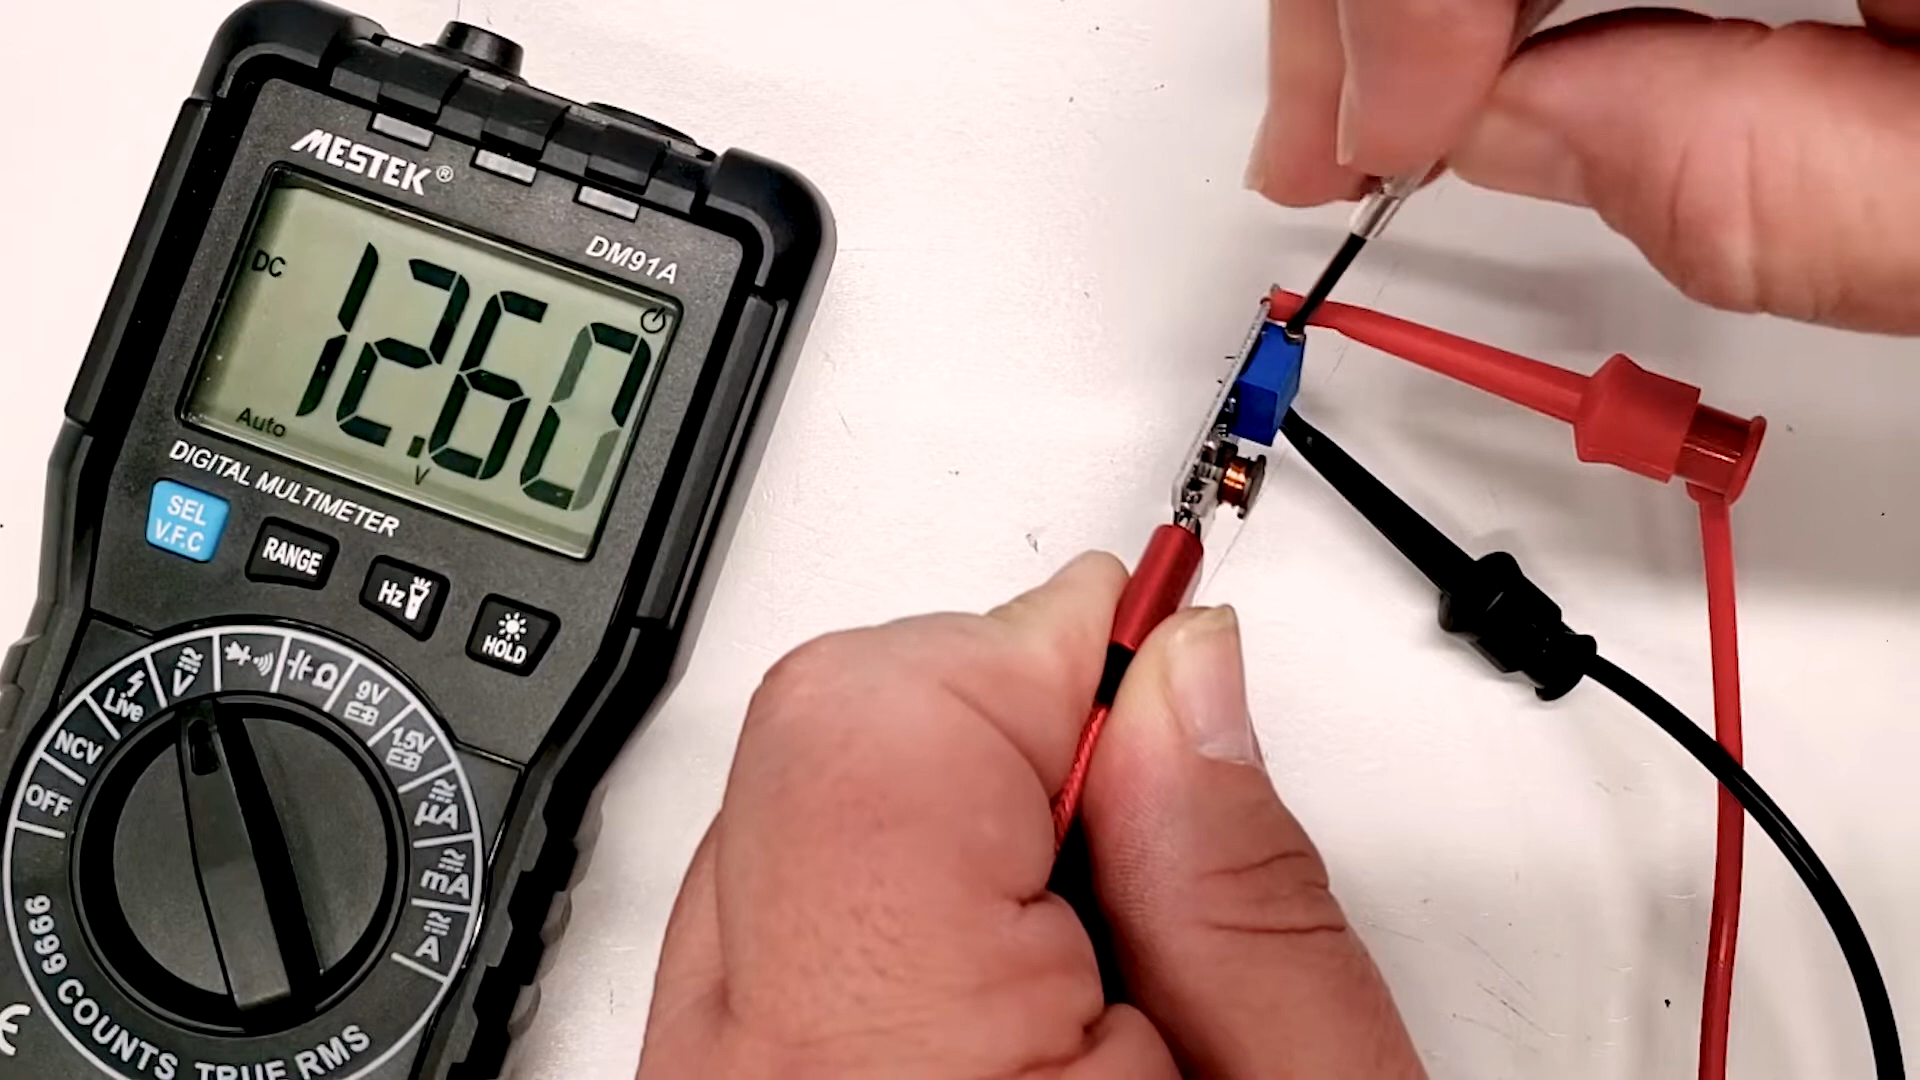 MESTEK®
DM91A
DC
12.60
Auto
V
DIGITAL MULTIMETER
SEL
V.F.C
RANGE
Hz
HOLD
OFF
NCV
Live
V
Ω
9V
1.5V
µA
mA
A
9999 COUNTS TRUE RMS
CE